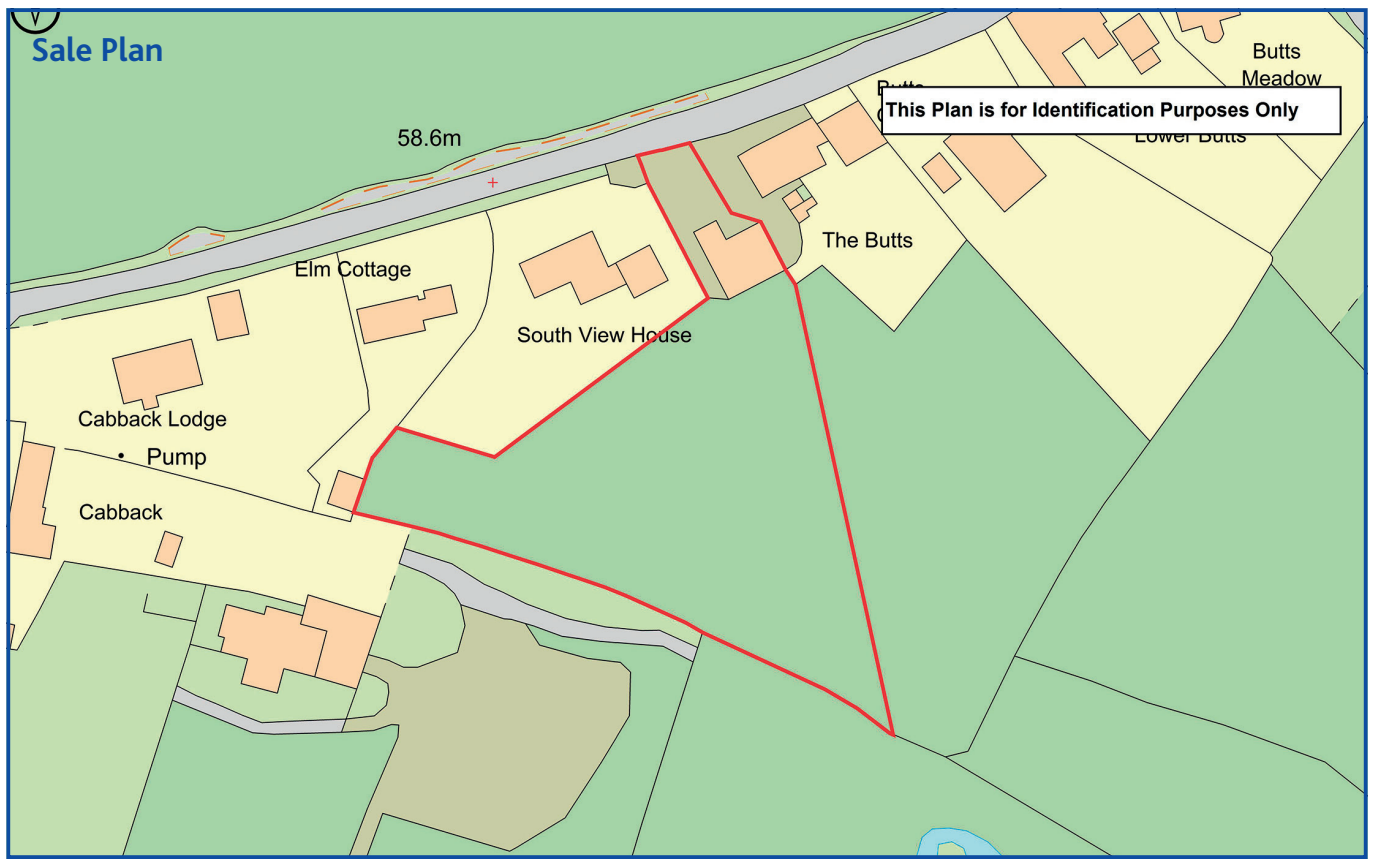 Sale Plan
Butts
Meadow
This Plan is for Identification Purposes Only
Lower Butts
58.6m
The Butts
Elm Cottage
South View House
Cabback Lodge
Pump
Cabback